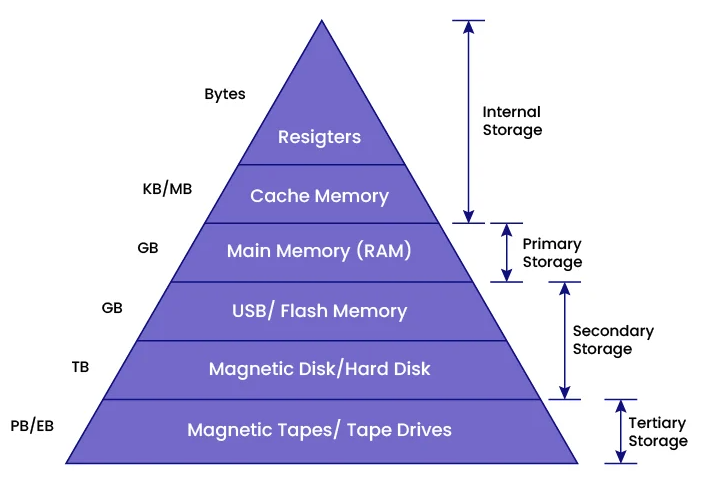 Bytes
Resigters
Internal
Storage
KB/MB
Cache Memory
GB
Main Memory (RAM)
Primary
Storage
GB
USB/ Flash Memory
Secondary
Storage
TB
Magnetic Disk/Hard Disk
PB/EB
Magnetic Tapes/ Tape Drives
Tertiary
Storage